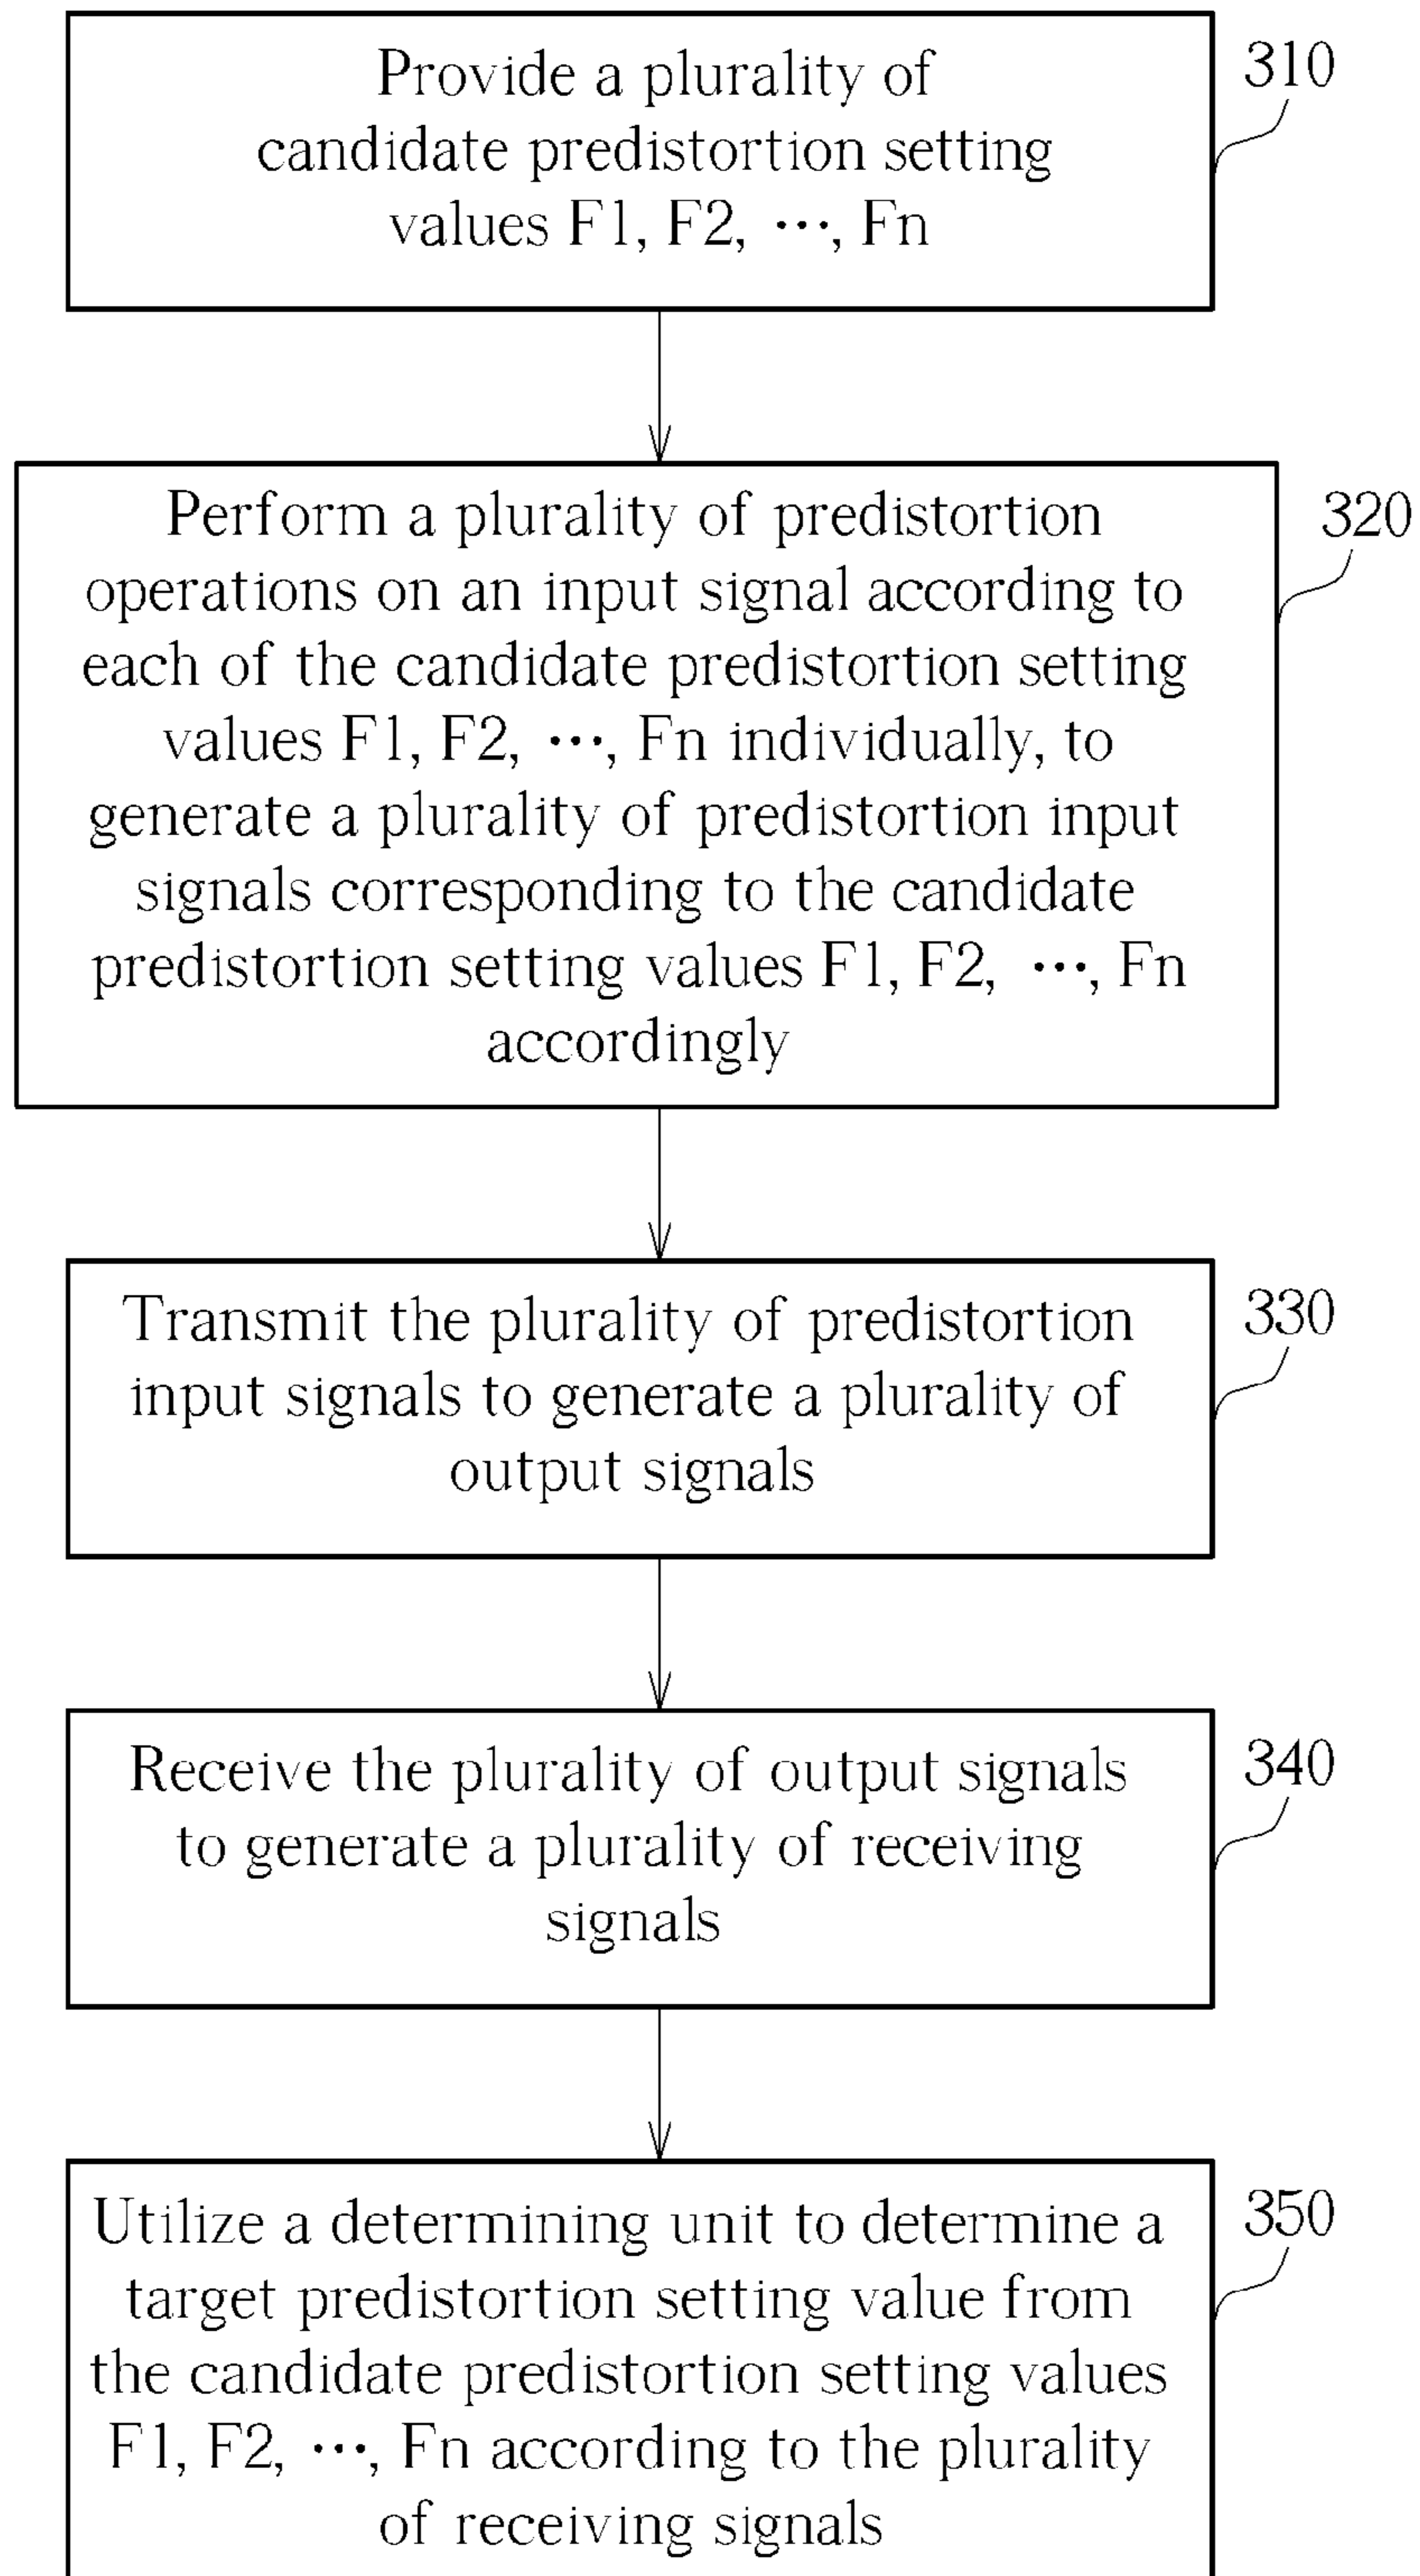 Provide a plurality of
candidate predistortion setting
values F1, F2, ···, Fn
310
Perform a plurality of predistortion
operations on an input signal according to
each of the candidate predistortion setting
values F1, F2, ···, Fn individually, to
generate a plurality of predistortion input
signals corresponding to the candidate
predistortion setting values F1, F2, ···, Fn
accordingly
320
Transmit the plurality of predistortion
input signals to generate a plurality of
output signals
330
Receive the plurality of output signals
to generate a plurality of receiving
signals
340
Utilize a determining unit to determine a
target predistortion setting value from
the candidate predistortion setting values
F1, F2, ···, Fn according to the plurality
of receiving signals
350